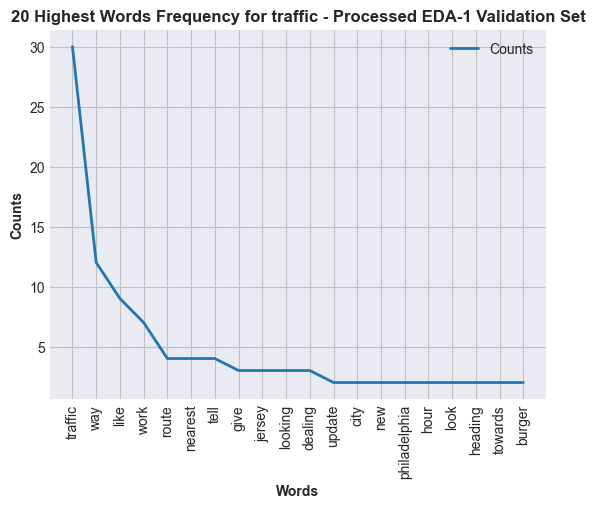 20 Highest Words Frequency for traffic - Processed EDA-1 Validation Set
Counts
30
25
20
15
10
5
Counts
traffic
way
like
work
route
nearest
tell
give
jersey
looking
dealing
update
city
new
philadelphia
hour
look
heading
towards
burger
Words